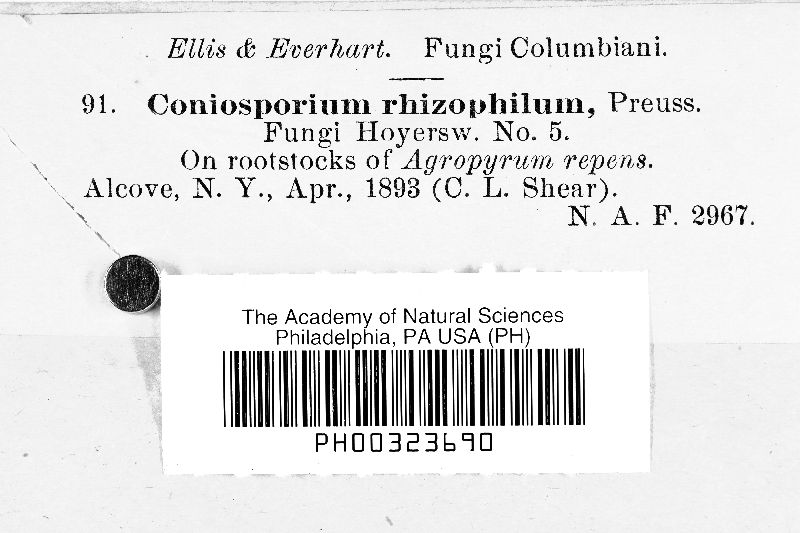 Ellis & Everhart. Fungi Columbiani.
91. Coniosporium rhizophilum, Preuss.
Fungi Hoyersw. No. 5.
On rootstocks of Agropyrum repens.
Alcove, N. Y., Apr., 1893 (C. L. Shear).
N. A. F. 2967.
The Academy of Natural Sciences
Philadelphia, PA USA (PH)
PH00323690